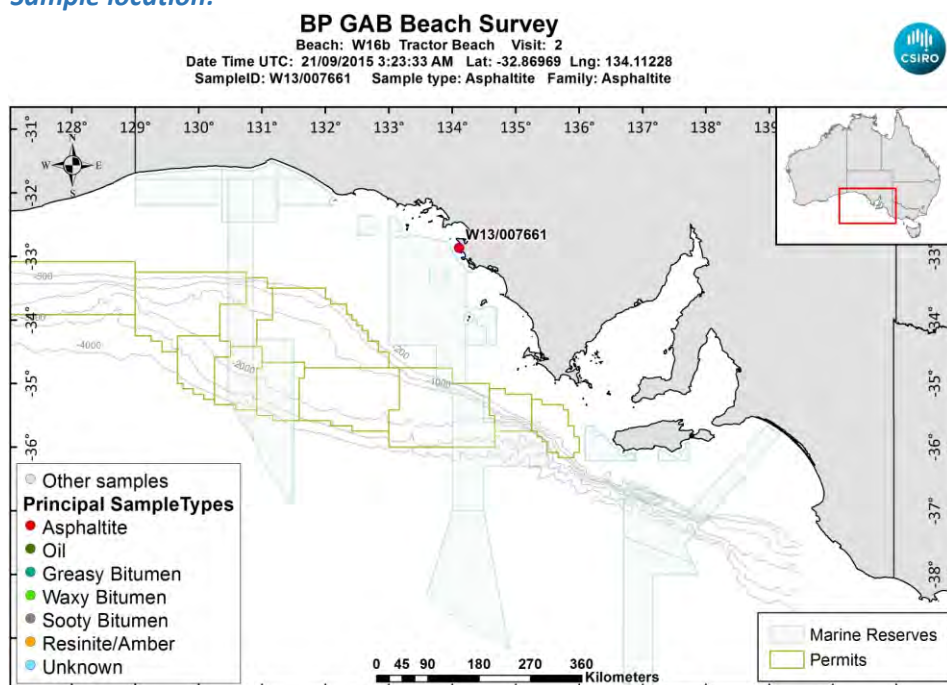 Sample location:
BP GAB Beach Survey
Beach: W16b Tractor Beach Visit: 2
Date Time UTC: 21/09/2015 3:23:33 AM Lat: -32.86969 Lng: 134.11228
SampleID: W13/007661 Sample type: Asphaltite Family: Asphaltite
CSIRO
128° 129° 130° 131° 132° 133° 134° 135° 136° 137° 138° 139
-31°
-32°
-33°
-34°
-35°
-36°
N
W E
S
W13/007661
-33°
-34°
-35°
-36°
-37°
-38°
-200
-1000
-2000
-4000
Other samples
Principal SampleTypes
Asphaltite
Oil
Greasy Bitumen
Waxy Bitumen
Sooty Bitumen
Resinite/Amber
Unknown
0 45 90 180 270 360
Kilometers
Marine Reserves
Permits